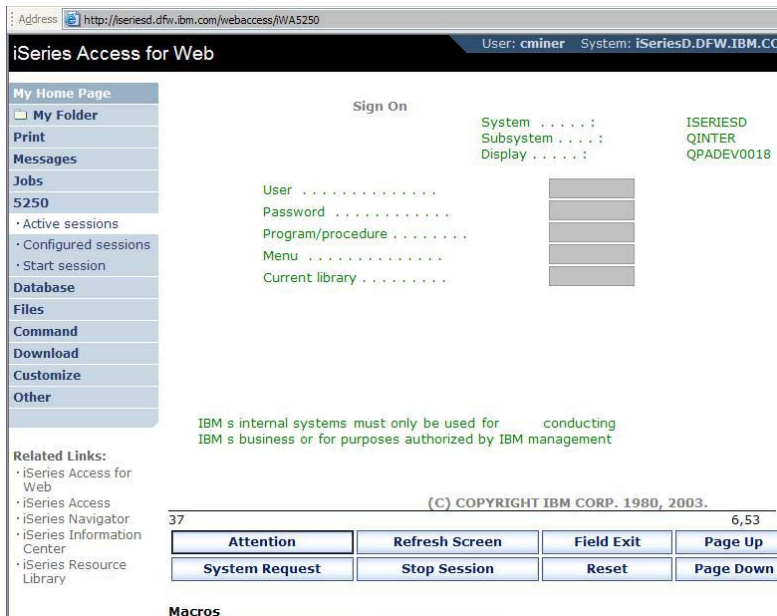 Address http://iseriesd.dfw.ibm.com/webaccess/iWA5250
iSeries Access for Web
User: cminer System: iSeriesD.DFW.IBM.CO
My Home Page
My Folder
Print
Messages
Jobs
5250
· Active sessions
· Configured sessions
· Start session
Database
Files
Command
Download
Customize
Other
Related Links:
· iSeries Access for
Web
· iSeries Access
· iSeries Navigator
· iSeries Information
Center
· iSeries Resource
Library
Sign On
System . . . . . : ISERIESD
Subsystem . . . . : QINTER
Display . . . . . : QPADEV0018
User . . . . . . . . . . . . . .
Password . . . . . . . . . . . .
Program/procedure . . . . . . . .
Menu . . . . . . . . . . . . . .
Current library . . . . . . . . .
IBM s internal systems must only be used for conducting
IBM s business or for purposes authorized by IBM management
(C) COPYRIGHT IBM CORP. 1980, 2003.
37 6,53
Attention Refresh Screen Field Exit Page Up
System Request Stop Session Reset Page Down
Macros